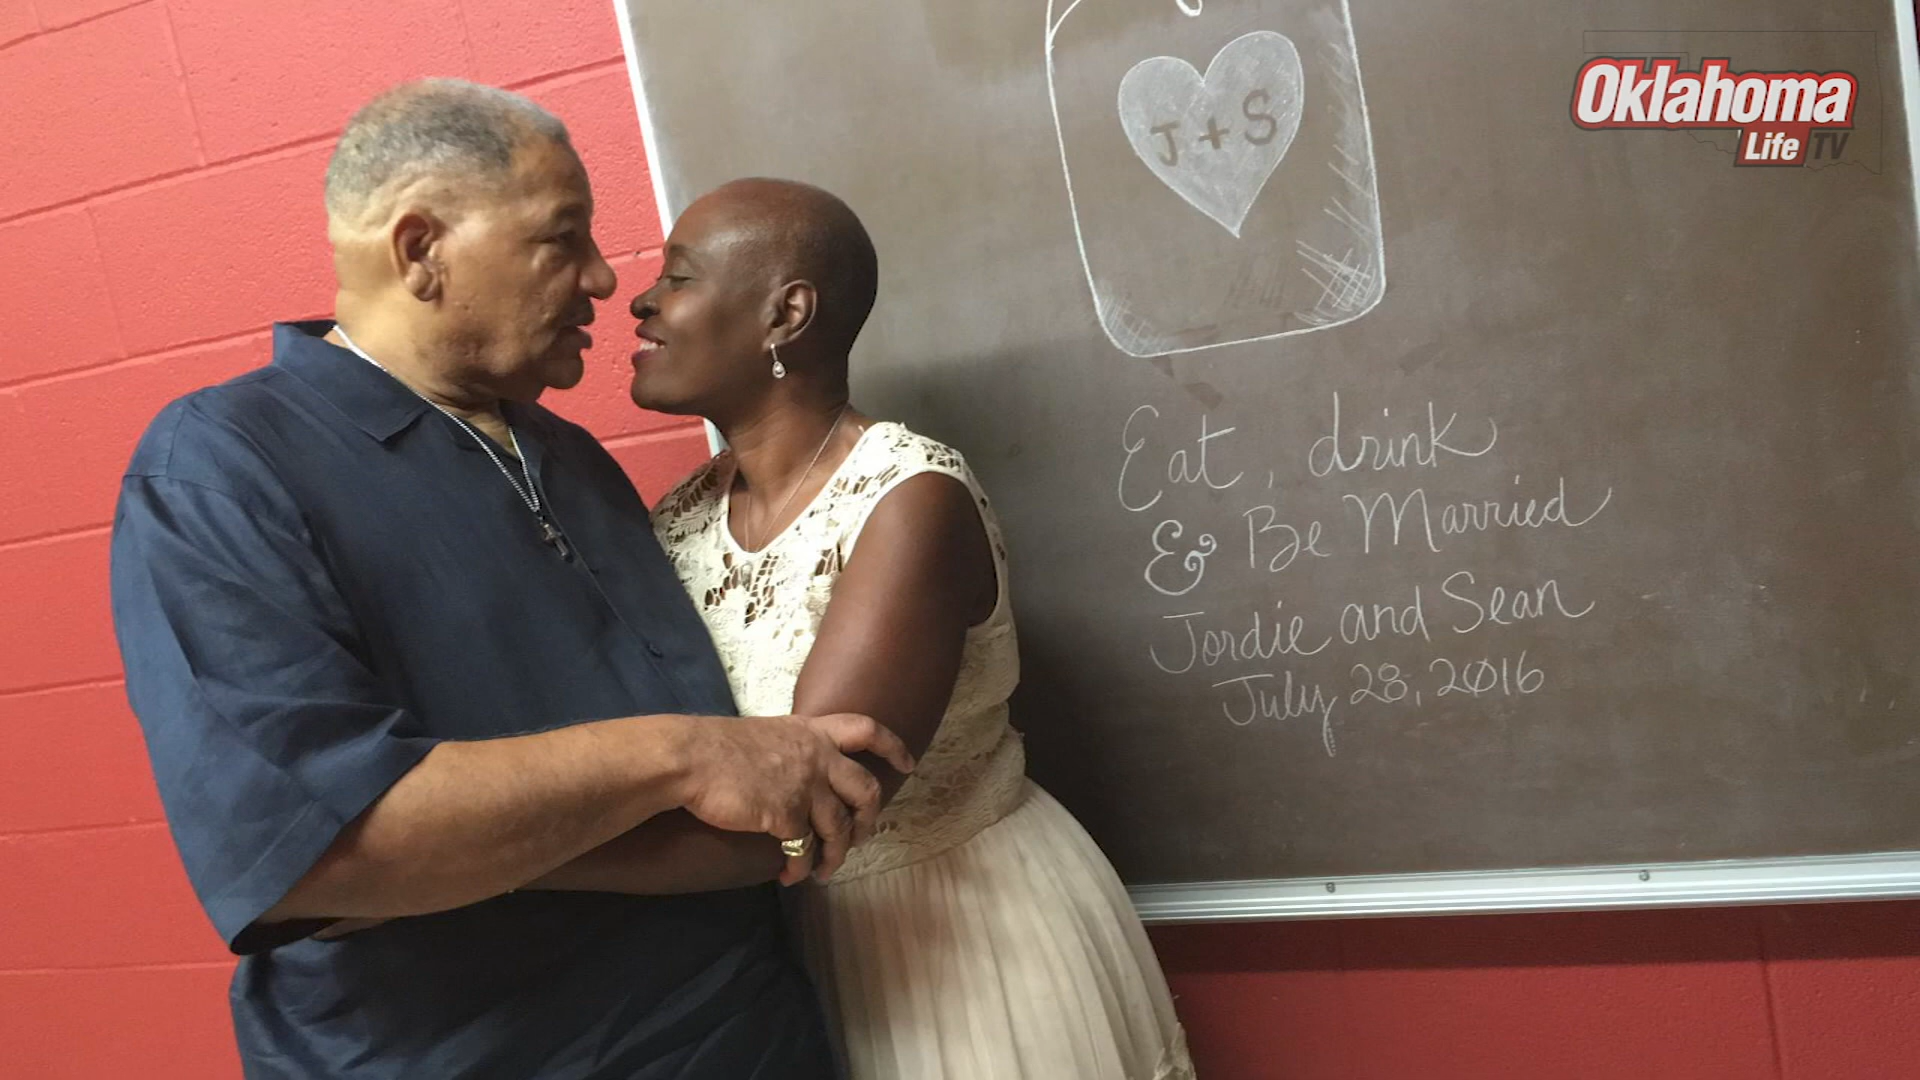 Oklahoma
Life TV
J + S
Eat, drink
& Be Married
Jordie and Sean
July 28, 2016